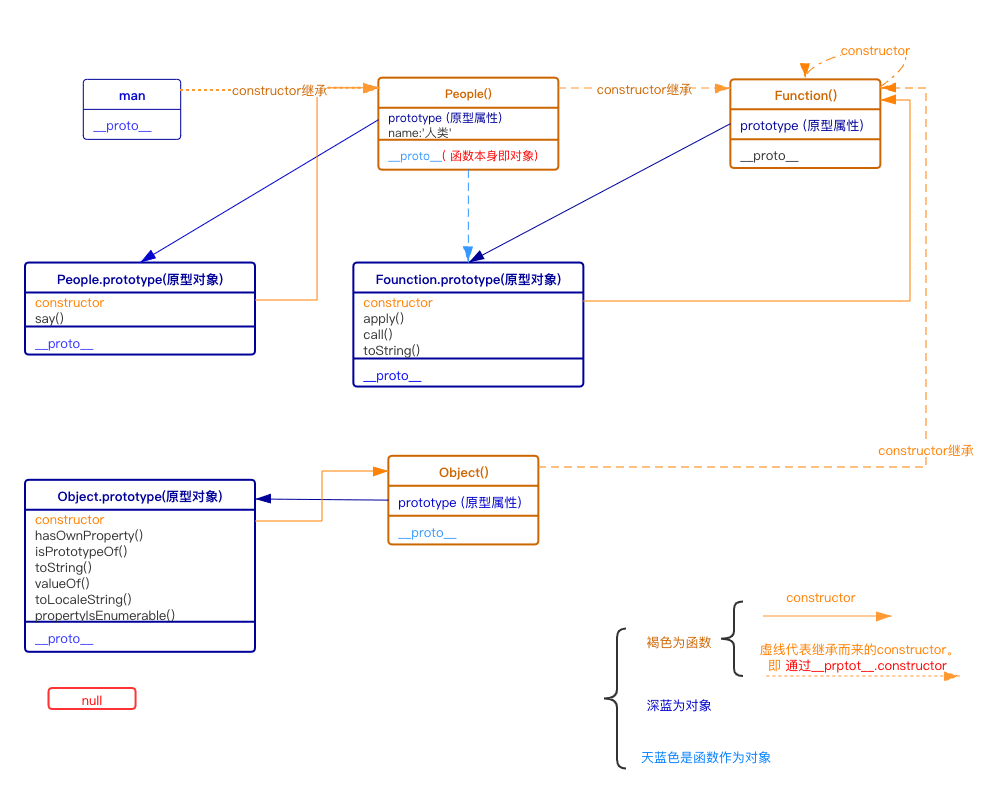 constructor
man
__proto__
constructor继承
People()
prototype (原型属性)
name:'人类'
__proto__( 函数本身即对象)
constructor继承
Function()
prototype (原型属性)
__proto__
People.prototype(原型对象)
constructor
say()
__proto__
Founction.prototype(原型对象)
constructor
apply()
call()
toString()
__proto__
constructor继承
Object()
prototype (原型属性)
__proto__
Object.prototype(原型对象)
constructor
hasOwnProperty()
isPrototypeOf()
toString()
valueOf()
toLocaleString()
propertyIsEnumerable()
__proto__
null
constructor
褐色为函数
虚线代表继承而来的constructor。
即 通过__prptot__.constructor
深蓝为对象
天蓝色是函数作为对象